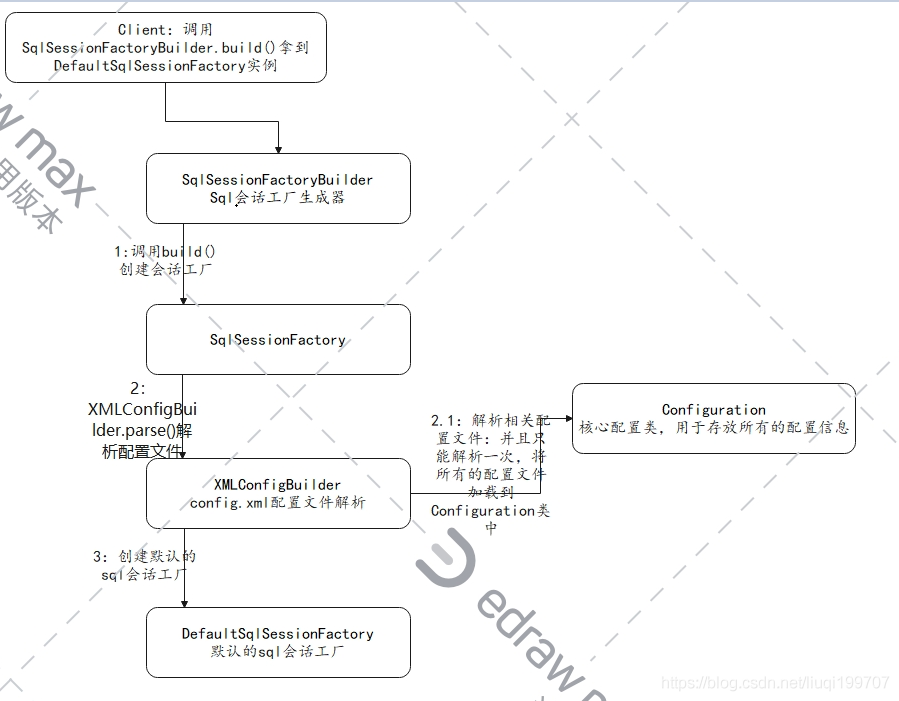 Client: 调用
SqlSessionFactoryBuilder.build()拿到
DefaultSqlSessionFactory实例
w max
用版本
SqlSessionFactoryBuilder
Sql会话工厂生成器
1:调用build()
创建会话工厂
SqlSessionFactory
2:
XMLConfigBui
lder.parse()解
析配置文件
2.1: 解析相关配
置文件: 并且只
能解析一次, 将
所有的配置文件
加载到
Configuration类
中
Configuration
核心配置类, 用于存放所有的配置信息
XMLConfigBuilder
config.xml配置文件解析
3: 创建默认的
sql会话工厂
DefaultSqlSessionFactory
默认的sql会话工厂
edraw
https://blog.csdn.net/liuqi199707